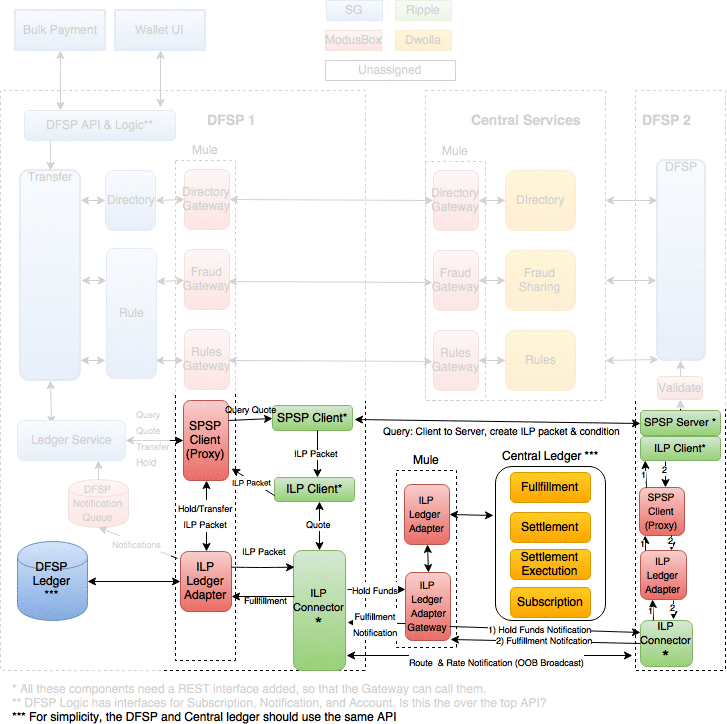 SG
Ripple
ModusBox
Dwolla
Unassigned
Bulk Payment
Wallet UI
DFSP API & Logic**
DFSP 1
Central Services
DFSP 2
Mule
Mule
Transfer
Directory
Directory
Gateway
Directory
Gateway
Directory
DFSP
Rule
Fraud
Gateway
Fraud
Gateway
Fraud
Sharing
Rules
Gateway
Rules
Gateway
Rules
Validate
Ledger Service
Query
Quote
Transfer
Hold
SPSP
Client
(Proxy)
Query Quote
SPSP Client*
Query: Client to Server, create ILP packet & condition
SPSP Server *
ILP Client*
ILP Packet
ILP Packet
ILP Client*
DFSP
Notification
Queue
Notifications
Hold/Transfer
ILP Packet
Quote
Mule
Central Ledger ***
ILP
Ledger
Adapter
Fullfillment
Settlement
Settlement
Exectution
Subscription
1
2
SPSP
Client
(Proxy)
1
2
ILP
Ledger
Adapter
1
2
DFSP
Ledger
***
ILP
Ledger
Adapter
ILP Packet
Fullfillment
ILP
Connector
*
Hold Funds
Fulfillment
Notification
ILP
Ledger
Adapter
Gateway
1) Hold Funds Notification
2) Fulfillment Notification
ILP
Connector
*
Route & Rate Notification (OOB Broadcast)
* All these components need a REST interface added, so that the Gateway can call them.
** DFSP Logic has interfaces for Subscription, Notification, and Account. Is this the over the top API?
*** For simplicity, the DFSP and Central ledger should use the same API